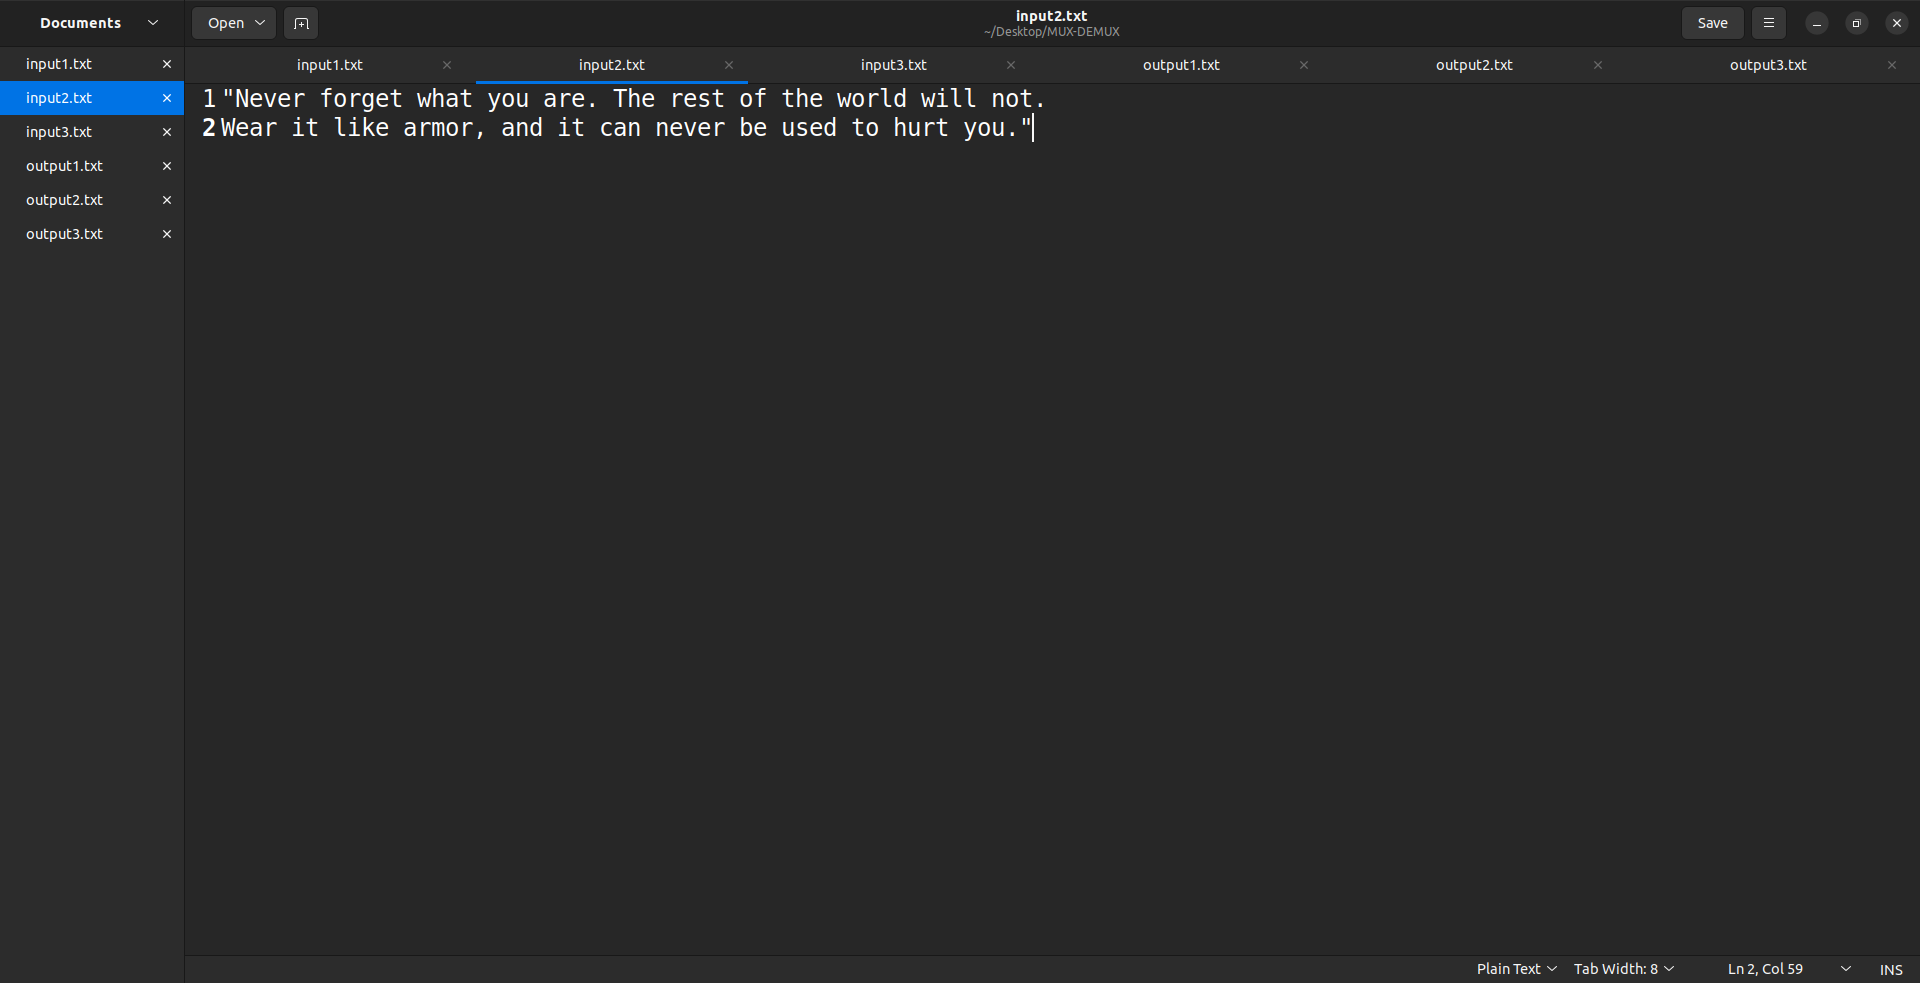 Documents
Open
input2.txt
~/Desktop/MUX-DEMUX
Save
input1.txt
input2.txt
input3.txt
output1.txt
output2.txt
output3.txt
input1.txt
input2.txt
input3.txt
output1.txt
output2.txt
output3.txt
1 "Never forget what you are. The rest of the world will not.
2 Wear it like armor, and it can never be used to hurt you."
Plain Text
Tab Width: 8
Ln 2, Col 59
INS